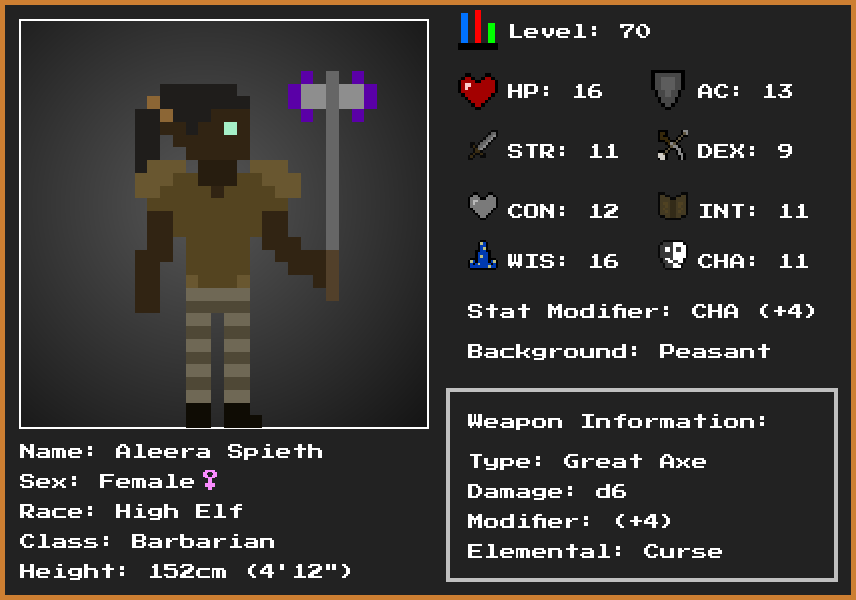 Level: 70
HP: 16
AC: 13
STR: 11
DEX: 9
CON: 12
INT: 11
WIS: 16
CHA: 11
Stat Modifier: CHA (+4)
Background: Peasant
Weapon Information:
Type: Great Axe
Damage: d6
Modifier: (+4)
Elemental: Curse
Name: Aleera Spieth
Sex: Female♀
Race: High Elf
Class: Barbarian
Height: 152cm (4'12")